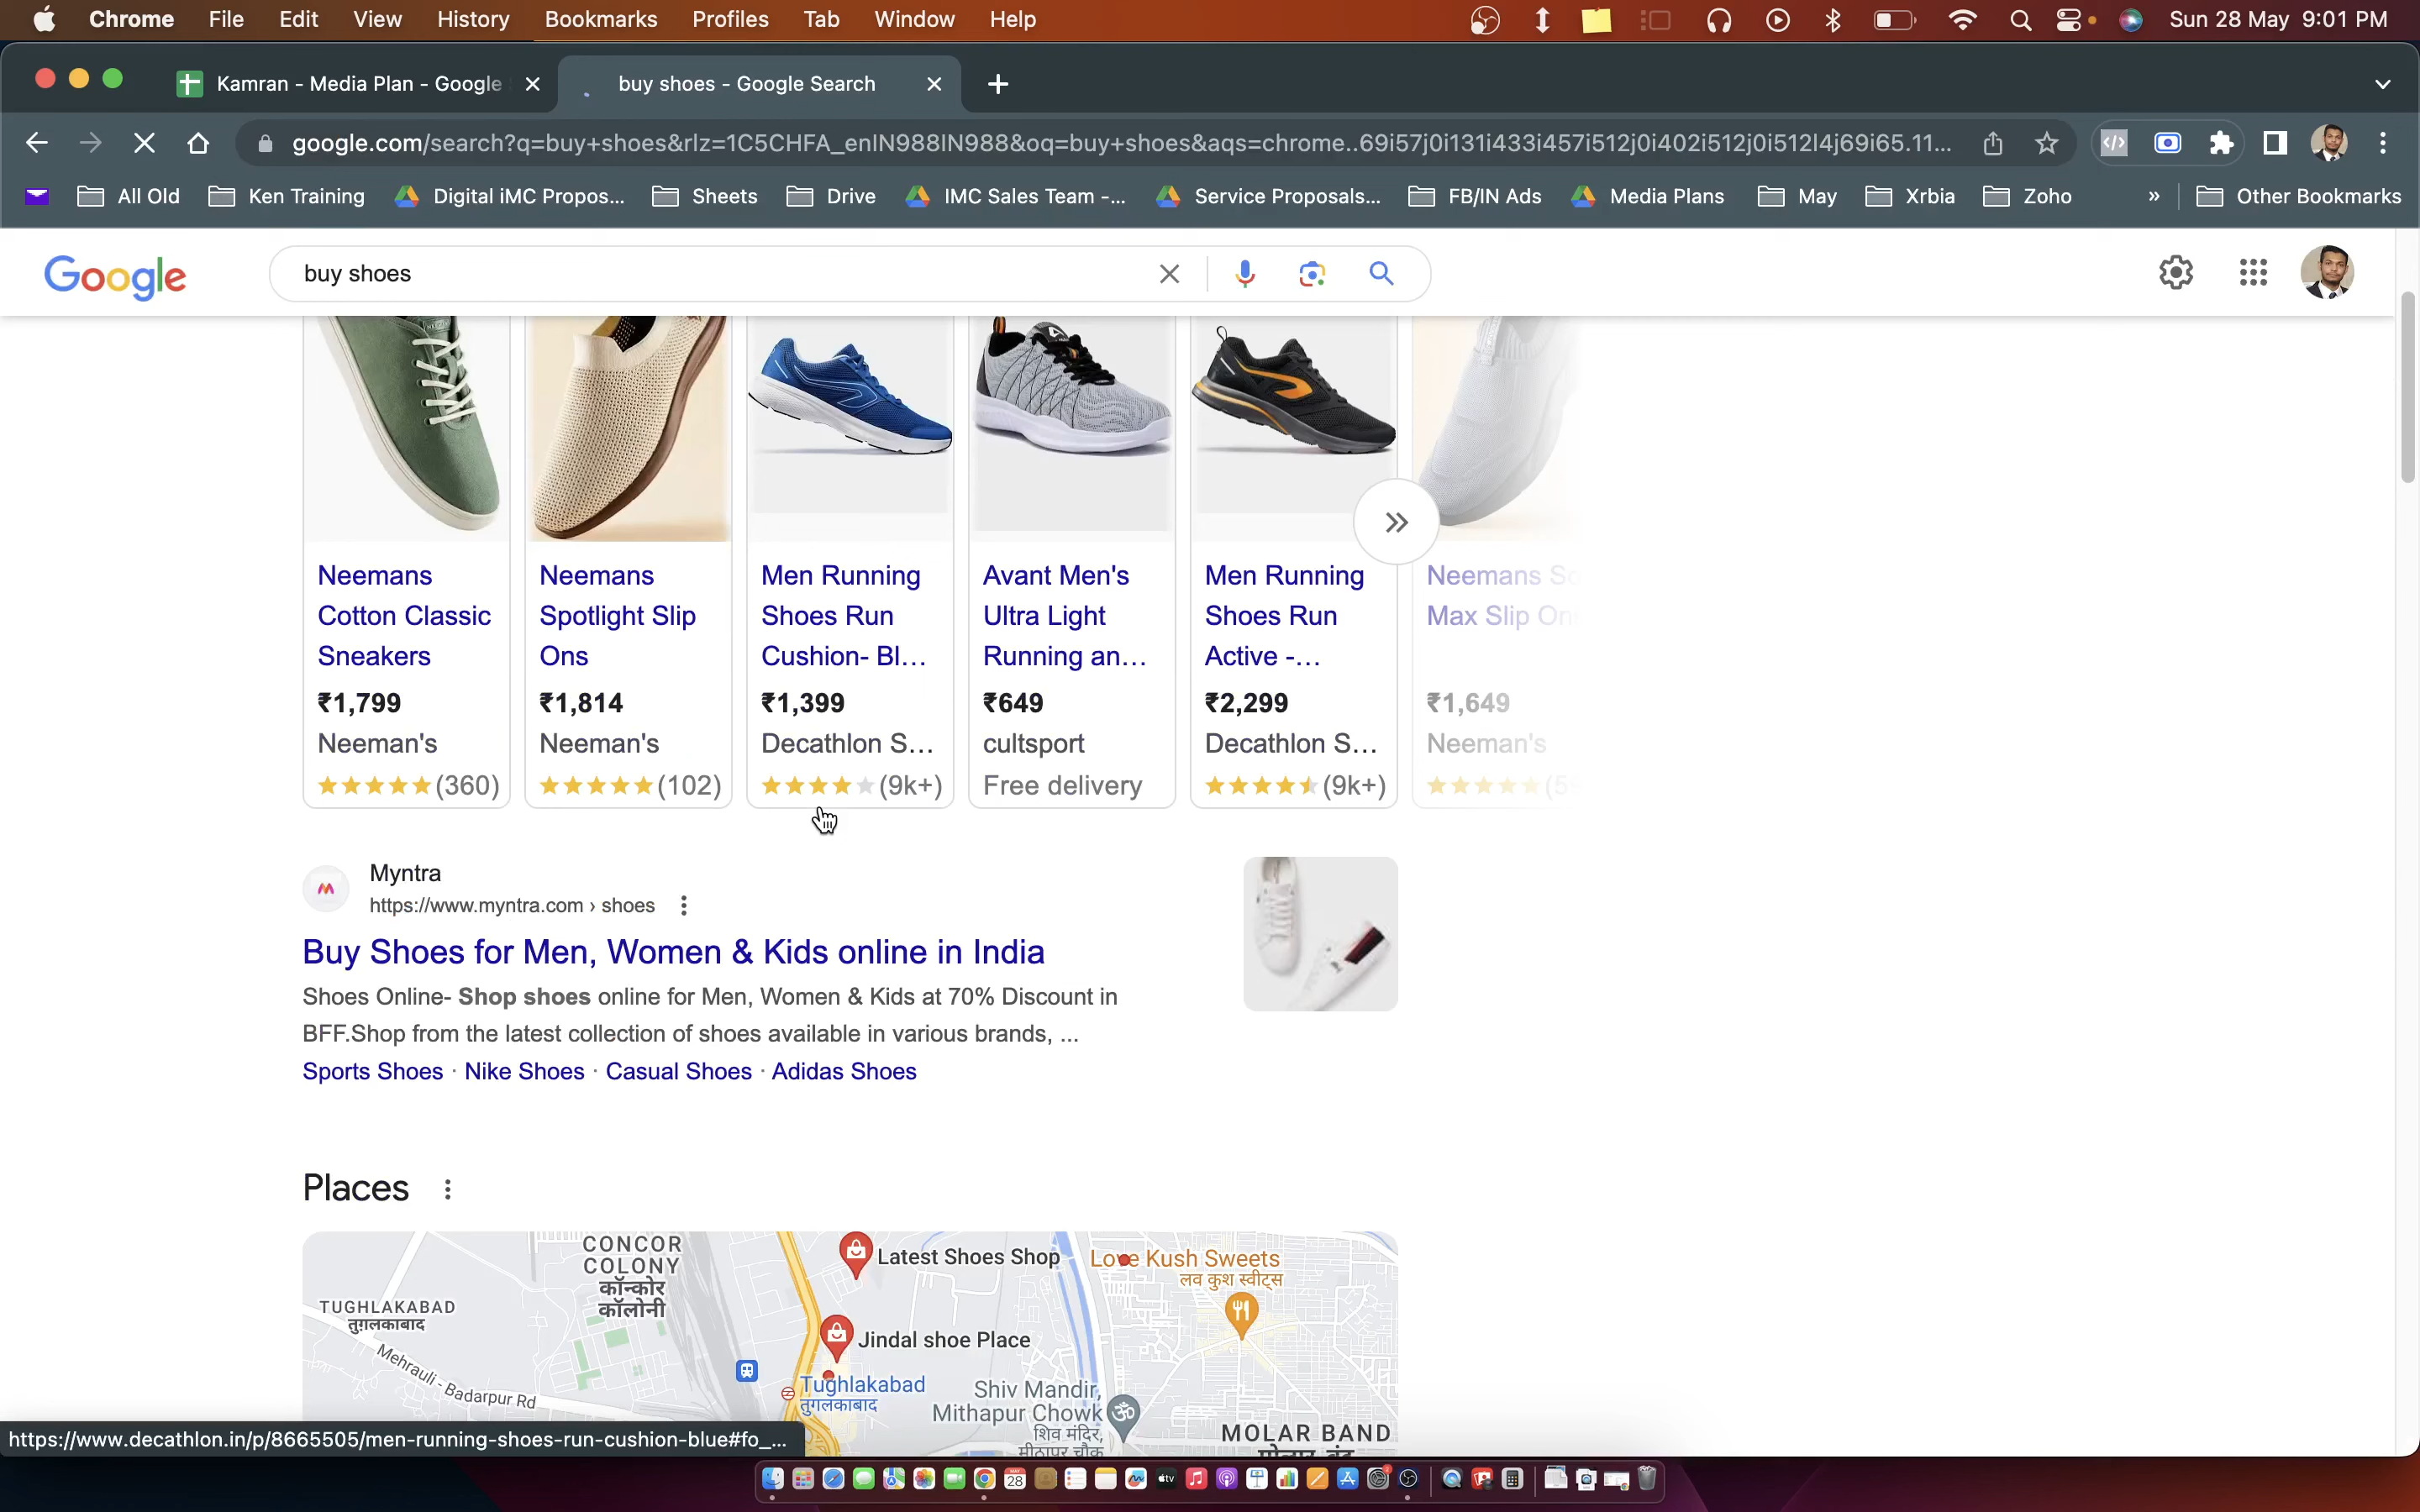 Chrome File Edit View History Bookmarks Profiles Tab Window Help Sun 28 May 9:01 PM
Kamran - Media Plan - Google buy shoes - Google Search
google.com/search?q=buy+shoes&rlz=1C5CHFA_enIN988IN988&oq=buy+shoes&aqs=chrome..69i57j0i131i433i457i512j0i402i512j0i512l4j69i65.11...
All Old Ken Training Digital iMC Propos... Sheets Drive IMC Sales Team -... Service Proposals... FB/IN Ads Media Plans May Xrbia Zoho » Other Bookmarks
Google buy shoes
Neemans
Cotton Classic
Sneakers
₹1,799
Neeman's
(360)
Neemans
Spotlight Slip
Ons
₹1,814
Neeman's
(102)
Men Running
Shoes Run
Cushion- Bl...
₹1,399
Decathlon S...
(9k+)
Avant Men's
Ultra Light
Running an...
₹649
cultsport
Free delivery
Men Running
Shoes Run
Active -...
₹2,299
Decathlon S...
(9k+)
Neemans
Max Slip
₹1,649
Neeman's
Myntra
https://www.myntra.com › shoes
Buy Shoes for Men, Women & Kids online in India
Shoes Online- Shop shoes online for Men, Women & Kids at 70% Discount in
BFF.Shop from the latest collection of shoes available in various brands, ...
Sports Shoes · Nike Shoes · Casual Shoes · Adidas Shoes
Places
CONCOR
COLONY
कॉन्कोर
कॉलोनी
Latest Shoes Shop
Love Kush Sweets
लव कुश स्वीट्स
TUGHLAKABAD
तुग़लकाबाद
Jindal shoe Place
Mehrauli - Badarpur Rd
Tughlakabad
तुगलकाबाद
Shiv Mandir,
Mithapur Chowk
शिव मंदिर,
मीठापुर चौक
MOLAR BAND
https://www.decathlon.in/p/8665505/men-running-shoes-run-cushion-blue#fo_...